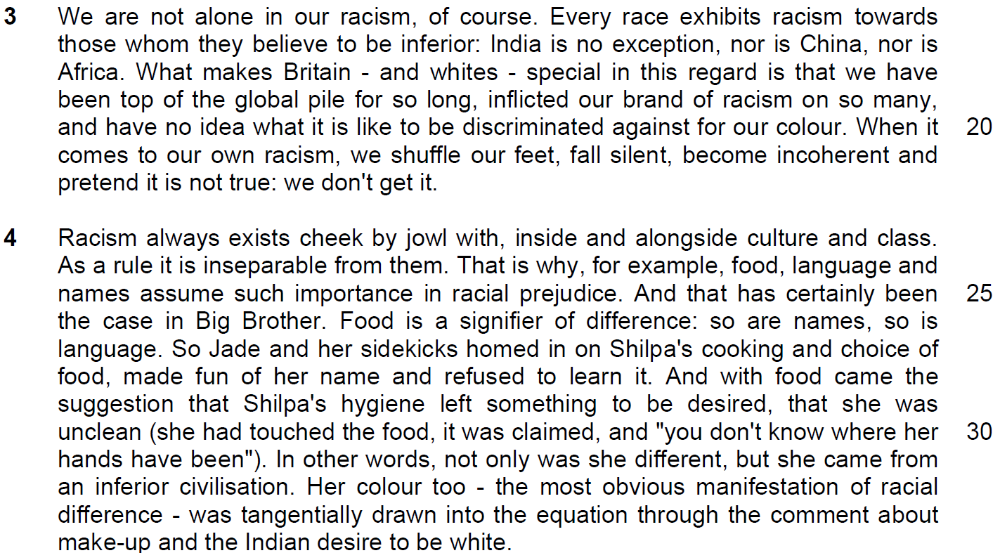 3 We are not alone in our racism, of course. Every race exhibits racism towards
those whom they believe to be inferior: India is no exception, nor is China, nor is
Africa. What makes Britain - and whites - special in this regard is that we have
been top of the global pile for so long, inflicted our brand of racism on so many,
and have no idea what it is like to be discriminated against for our colour. When it 20
comes to our own racism, we shuffle our feet, fall silent, become incoherent and
pretend it is not true: we don't get it.
4 Racism always exists cheek by jowl with, inside and alongside culture and class.
As a rule it is inseparable from them. That is why, for example, food, language and
names assume such importance in racial prejudice. And that has certainly been 25
the case in Big Brother. Food is a signifier of difference: so are names, so is
language. So Jade and her sidekicks homed in on Shilpa's cooking and choice of
food, made fun of her name and refused to learn it. And with food came the
suggestion that Shilpa's hygiene left something to be desired, that she was
unclean (she had touched the food, it was claimed, and "you don't know where her 30
hands have been"). In other words, not only was she different, but she came from
an inferior civilisation. Her colour too - the most obvious manifestation of racial
difference - was tangentially drawn into the equation through the comment about
make-up and the Indian desire to be white.